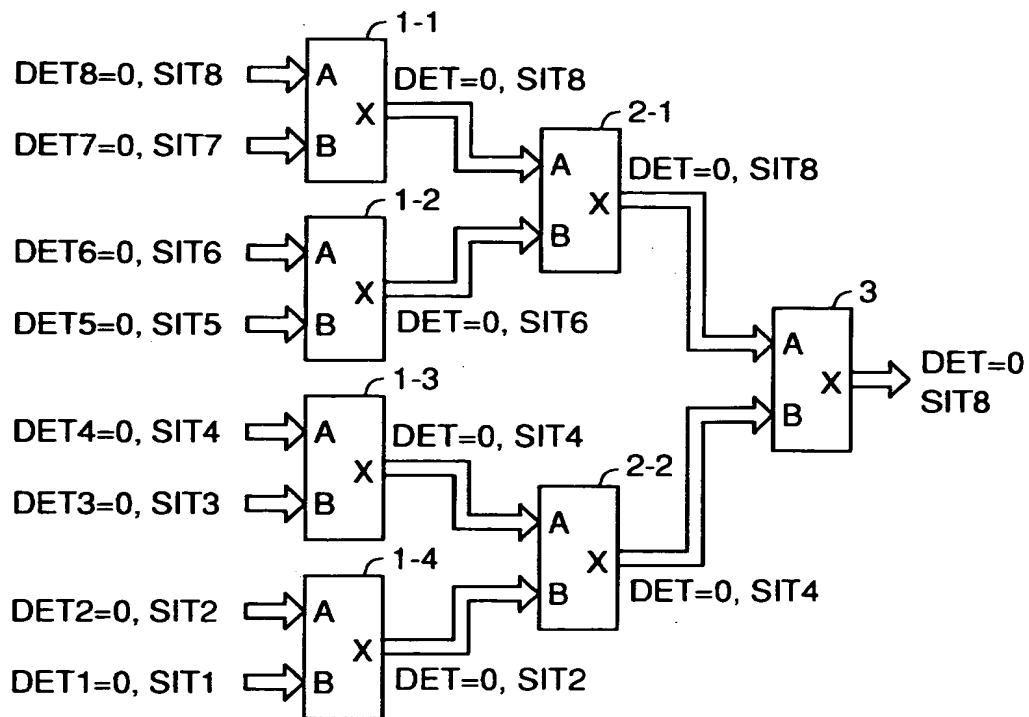 1-1
DET8=0, SIT8
A
DET=0, SIT8
X
DET7=0, SIT7
B
2-1
A
DET=0, SIT8
X
B
1-2
DET6=0, SIT6
A
X
DET5=0, SIT5
B
DET=0, SIT6
3
A
X
B
DET=0
SIT8
1-3
DET4=0, SIT4
A
DET=0, SIT4
X
DET3=0, SIT3
B
2-2
A
X
B
DET=0, SIT4
1-4
DET2=0, SIT2
A
X
DET1=0, SIT1
B
DET=0, SIT2